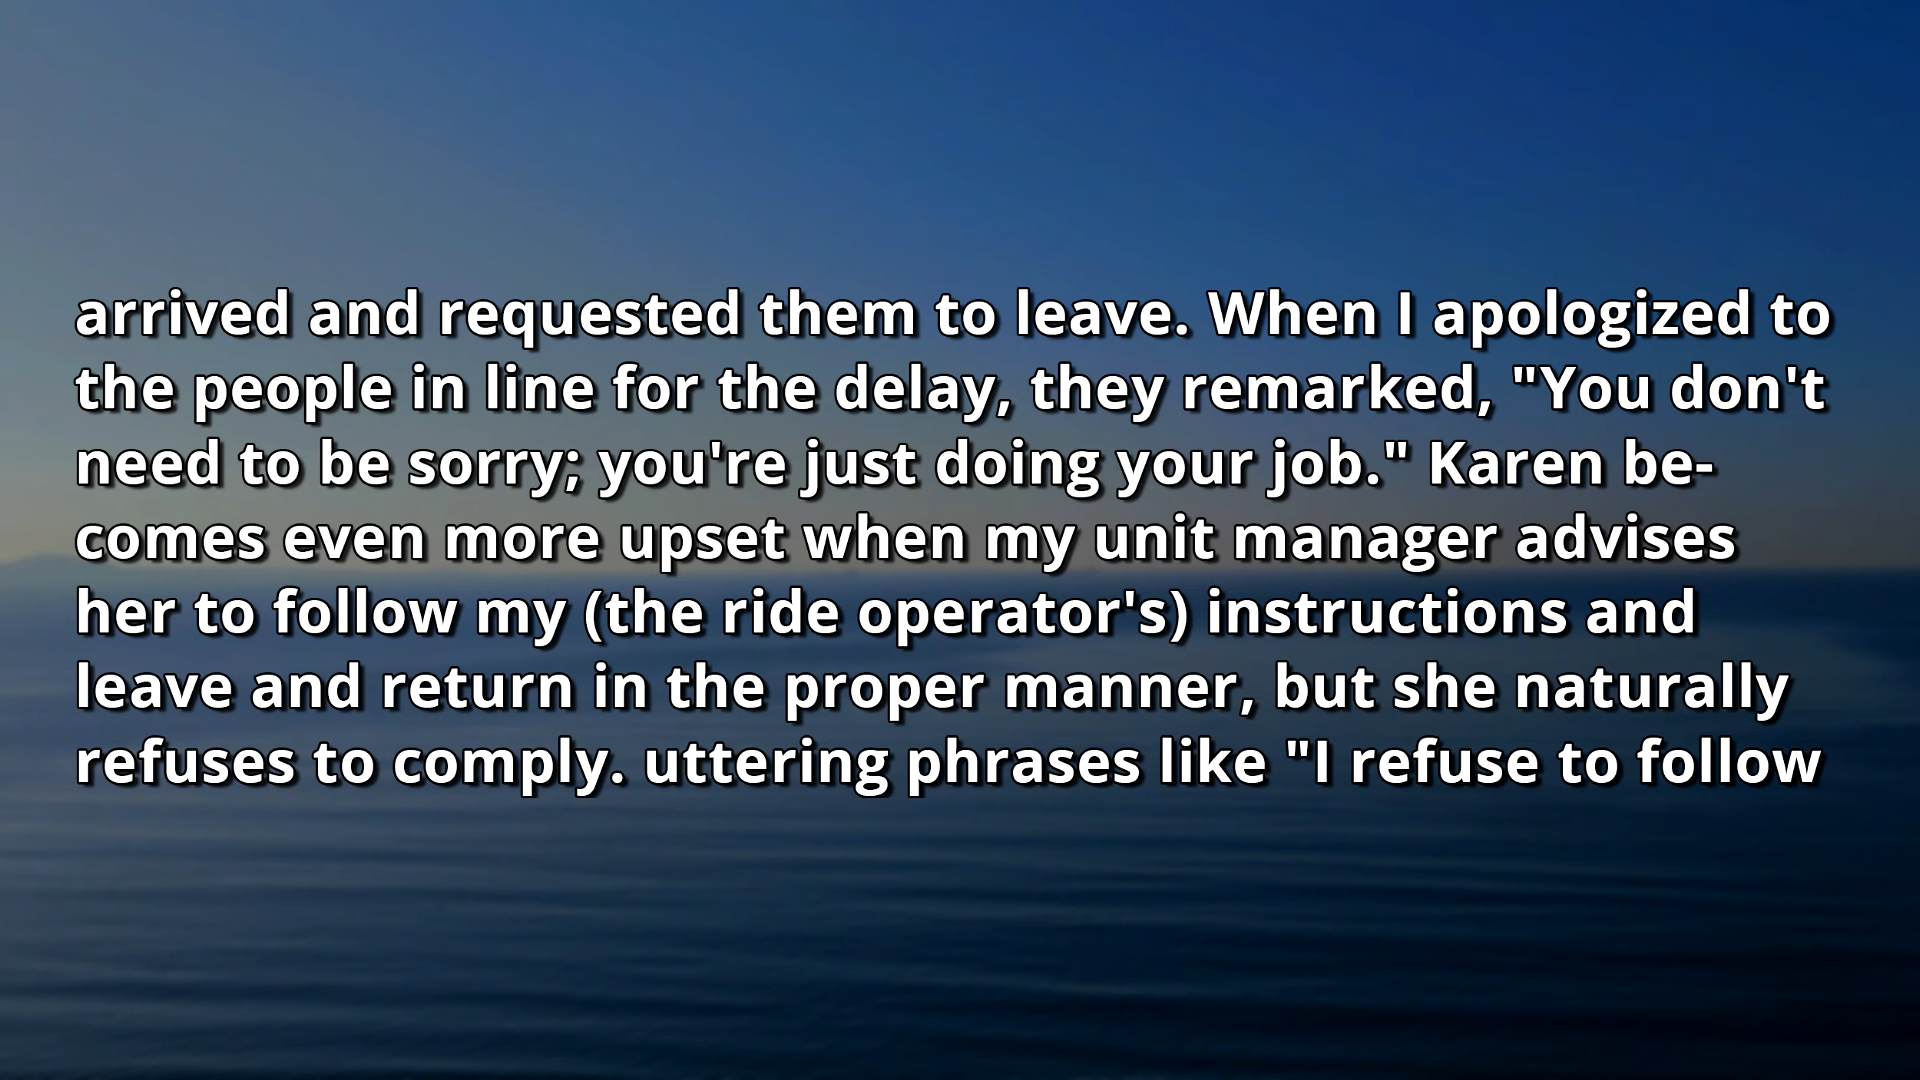 arrived and requested them to leave. When I apologized to
the people in line for the delay, they remarked, "You don't
need to be sorry; you're just doing your job." Karen be-
comes even more upset when my unit manager advises
her to follow my (the ride operator's) instructions and
leave and return in the proper manner, but she naturally
refuses to comply. uttering phrases like "I refuse to follow